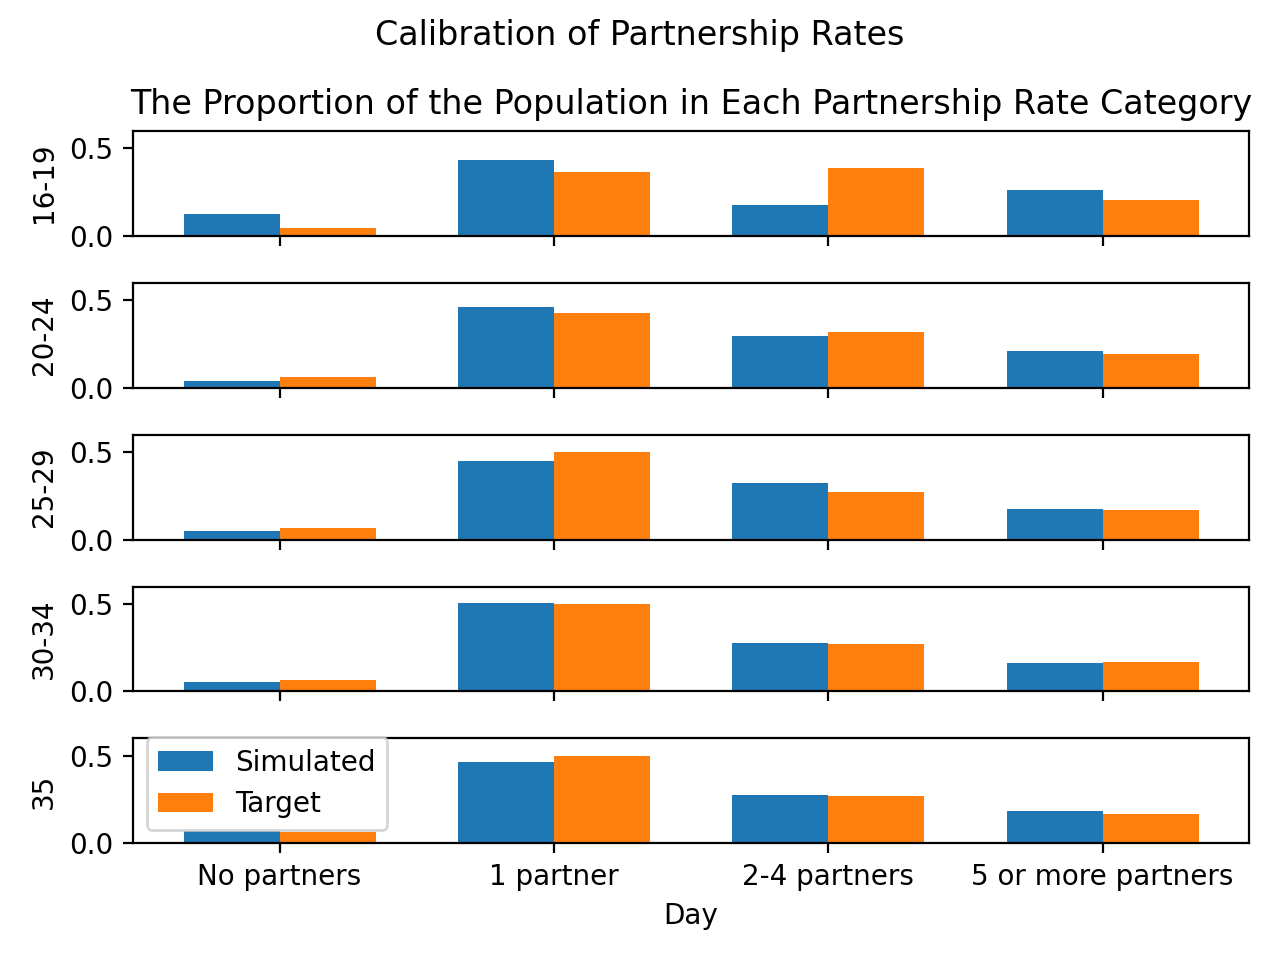 Calibration of Partnership Rates
The Proportion of the Population in Each Partnership Rate Category
0.5
16-19
0.0
0.5
20-24
0.0
0.5
25-29
0.0
0.5
30-34
0.0
0.5
35
0.0
Simulated
Target
No partners 1 partner 2-4 partners 5 or more partners
Day